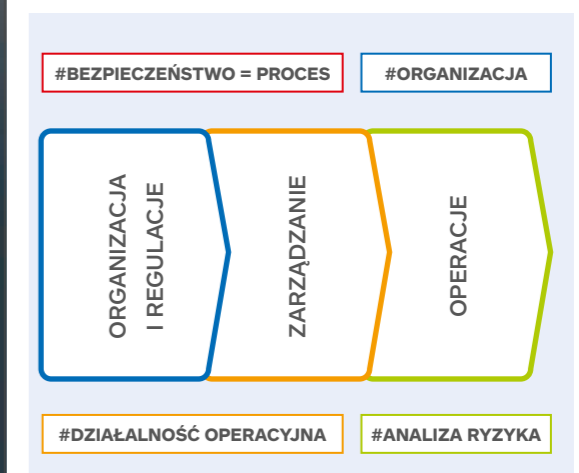 #BEZPIECZEŃSTWO = PROCES
#ORGANIZACJA
ORGANIZACJA
I REGULACJE
ZARZĄDZANIE
OPERACJE
#DZIAŁALNOŚĆ OPERACYJNA
#ANALIZA RYZYKA